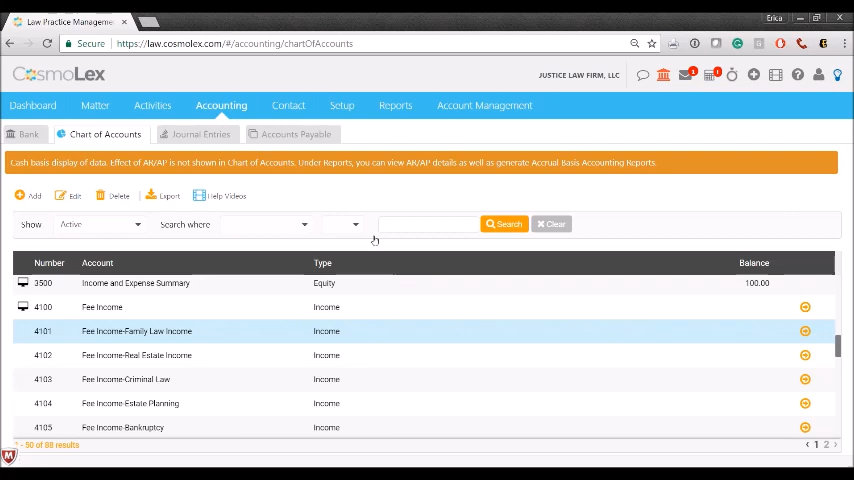 Law Practice Managemen ×
Erica
Secure https://law.cosmolex.com/#/accounting/chartOfAccounts
CosmoLex
JUSTICE LAW FIRM, LLC
1
!
Dashboard Matter Activities Accounting Contact Setup Reports Account Management
Bank Chart of Accounts Journal Entries Accounts Payable
Cash basis display of data. Effect of AR/AP is not shown in Chart of Accounts. Under Reports, you can view AR/AP details as well as generate Accrual Basis Accounting Reports.
Add Edit Delete Export Help Videos
Show Active Search where Search Clear
Number Account Type Balance
3500 Income and Expense Summary Equity 100.00
4100 Fee Income Income
4101 Fee Income-Family Law Income Income
4102 Fee Income-Real Estate Income Income
4103 Fee Income-Criminal Law Income
4104 Fee Income-Estate Planning Income
4105 Fee Income-Bankruptcy Income
- 50 of 88 results
‹ 1 2 ›